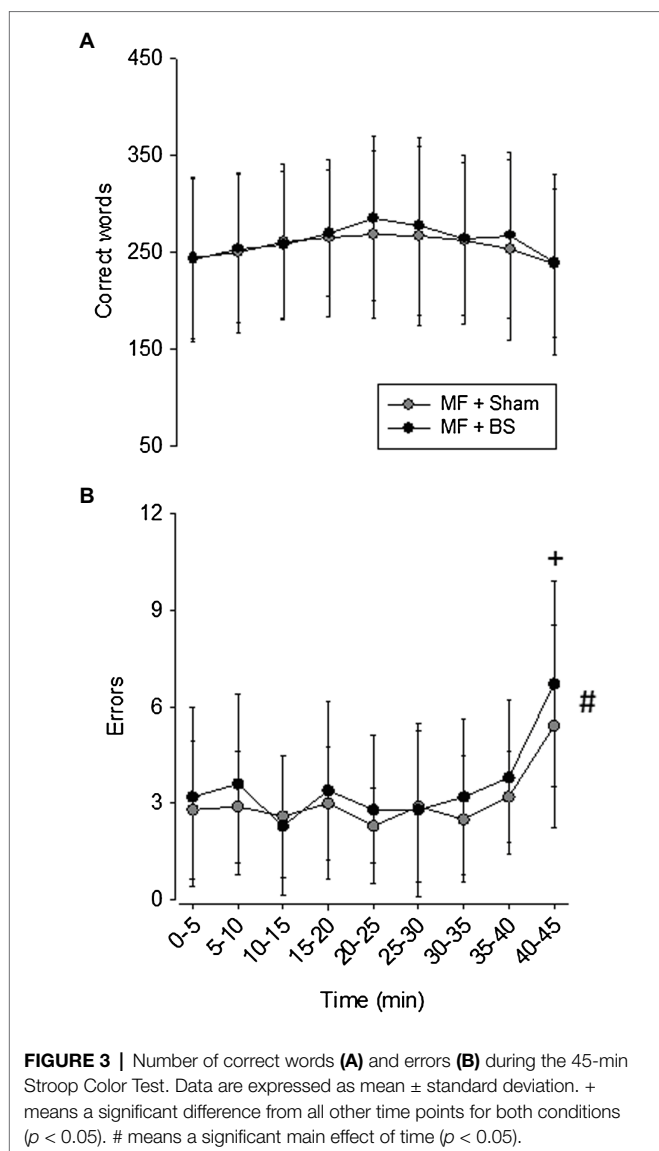 A
450
350
250
150
50
Correct words
MF + Sham
MF + BS
B
12
9
6
3
0
Errors
+
#
0-5
5-10
10-15
15-20
20-25
25-30
30-35
35-40
40-45
Time (min)
FIGURE 3 | Number of correct words (A) and errors (B) during the 45-min
Stroop Color Test. Data are expressed as mean ± standard deviation. +
means a significant difference from all other time points for both conditions
(p < 0.05). # means a significant main effect of time (p < 0.05).